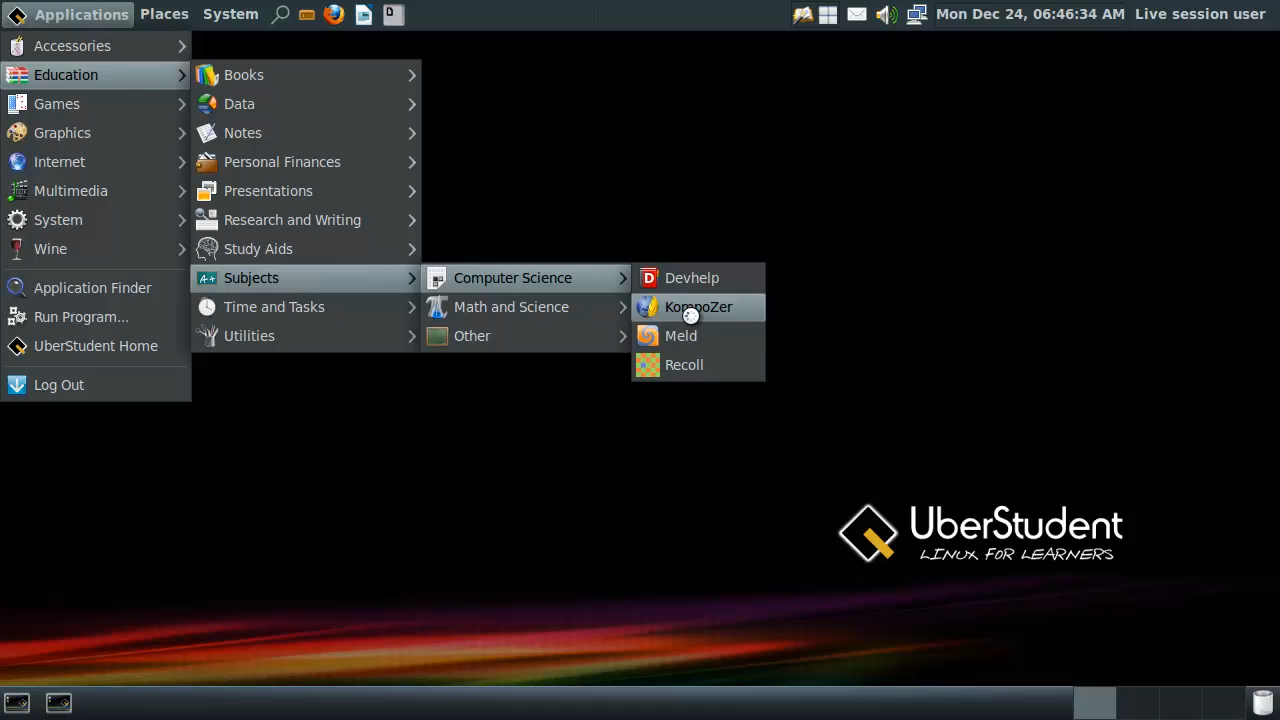 Applications Places System Mon Dec 24, 06:46:34 AM Live session user
Accessories
Education
Games
Graphics
Internet
Multimedia
System
Wine
Application Finder
Run Program...
UberStudent Home
Log Out
Books
Data
Notes
Personal Finances
Presentations
Research and Writing
Study Aids
Subjects
Time and Tasks
Utilities
Computer Science
Math and Science
Other
Devhelp
KompoZer
Meld
Recoll
UberStudent
LINUX FOR LEARNERS